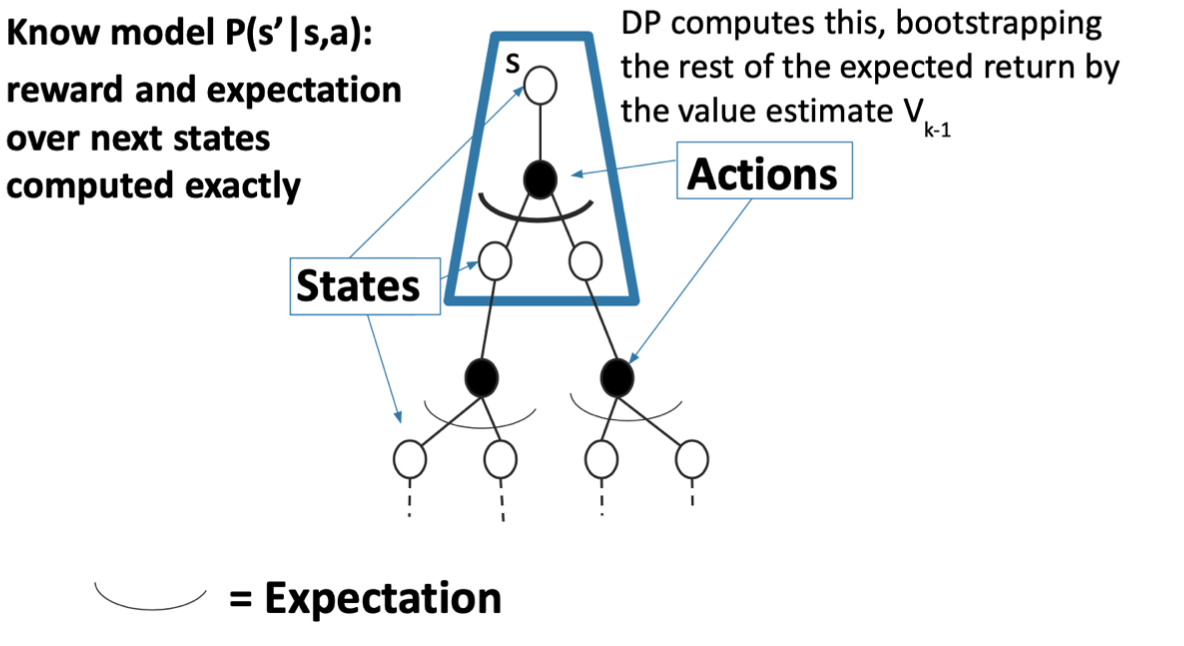 Know model P(s'|s,a):
reward and expectation
over next states
computed exactly
DP computes this, bootstrapping
the rest of the expected return by
the value estimate V
k-1
s
Actions
States
= Expectation